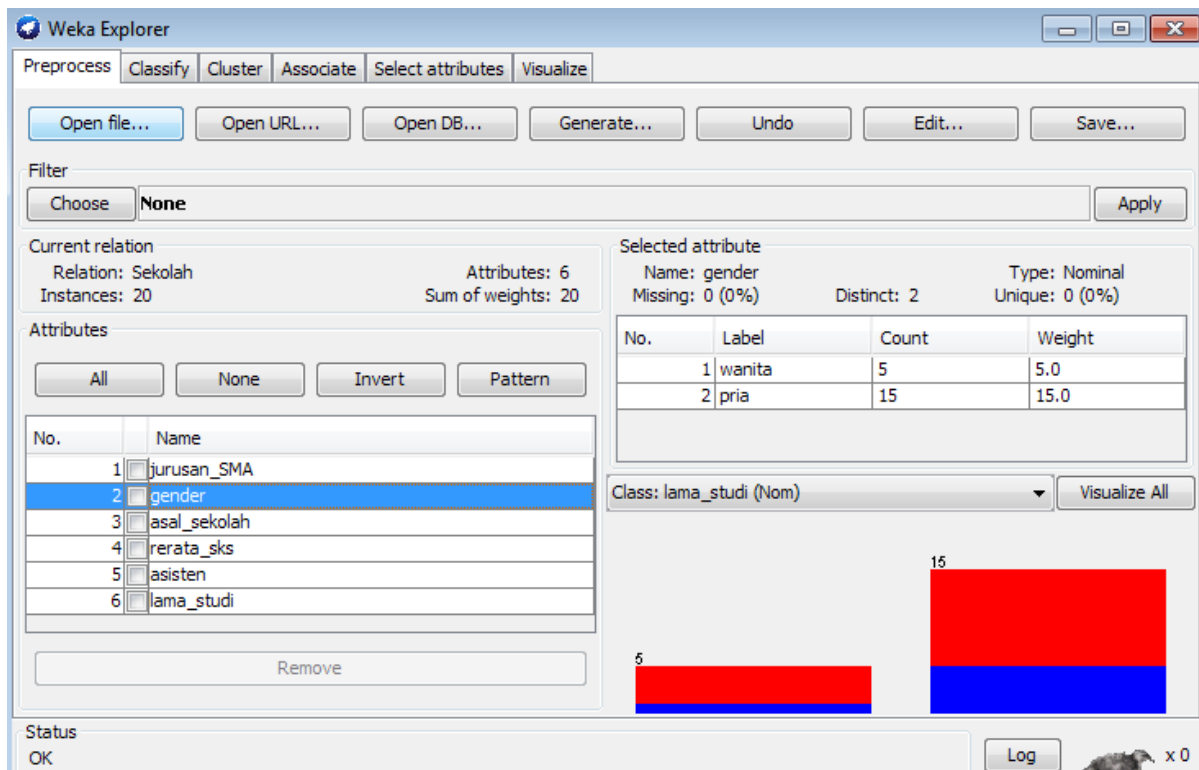 Weka Explorer
Preprocess Classify Cluster Associate Select attributes Visualize
Open file... Open URL... Open DB... Generate... Undo Edit... Save...
Filter
Choose None Apply
Current relation
Relation: Sekolah Attributes: 6
Instances: 20 Sum of weights: 20
Attributes
All None Invert Pattern
No. Name
1 jurusan_SMA
2 gender
3 asal_sekolah
4 rerata_sks
5 asisten
6 lama_studi
Remove
Selected attribute
Name: gender Type: Nominal
Missing: 0 (0%) Distinct: 2 Unique: 0 (0%)
No. Label Count Weight
1 wanita 5 5.0
2 pria 15 15.0
Class: lama_studi (Nom) Visualize All
15
5
Status
OK
Log x 0